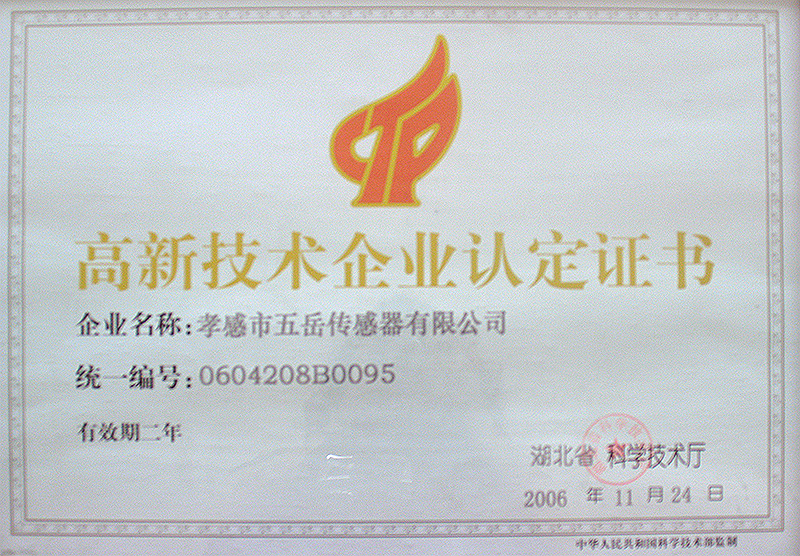 高新技术企业认定证书
企业名称:孝感市五岳传感器有限公司
统一编号:0604208B0095
有效期二年
湖北省 科学技术厅
2006 年 11 月 24 日
中华人民共和国科学技术部监制